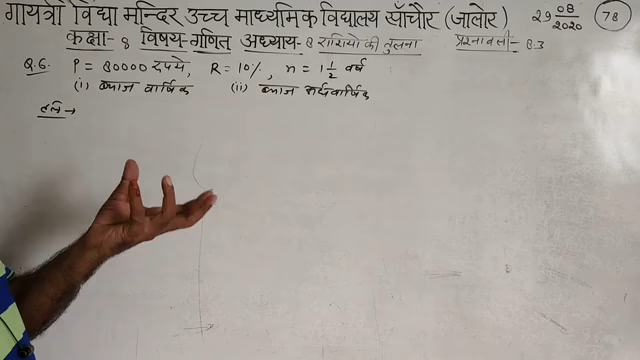 गायत्री विद्या मन्दिर उच्च माध्यमिक विद्यालय साँचौर (जालोर) 29 08/2020 78
कक्षा-8 विषय-गणित अध्याय-8 राशियो की तुलना प्रश्नावली-8.3
Q.6. P = 80000 रुपये, R = 10%, n = 1 1/2 वर्ष
(i) ब्याज वार्षिक (ii) ब्याज अर्धवार्षिक
हल →